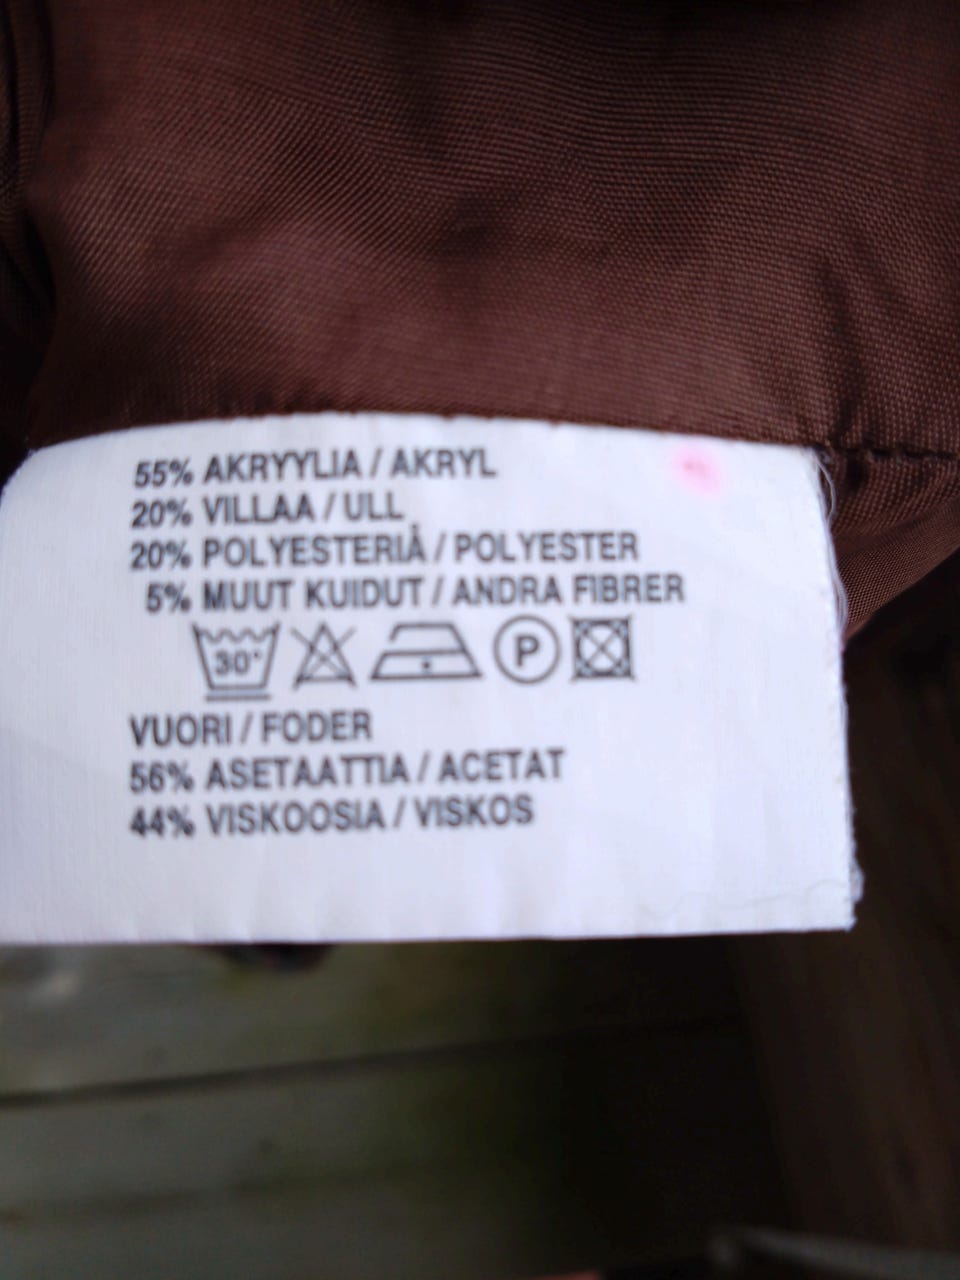 55% AKRYYLIA / AKRYL
20% VILLAA / ULL
20% POLYESTERIÄ / POLYESTER
5% MUUT KUIDUT / ANDRA FIBRER
30° P
VUORI / FODER
56% ASETAATTIA / ACETAT
44% VISKOOSIA / VISKOS